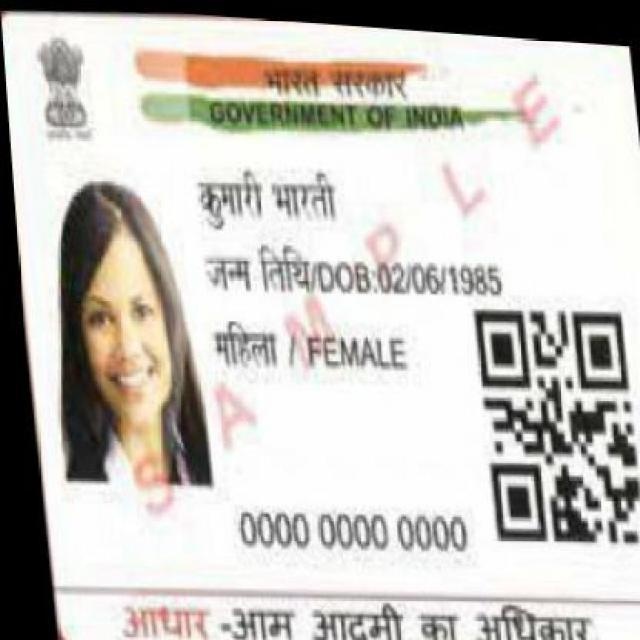 भारत सरकार
GOVERNMENT OF INDIA
कुमारी भारती
जन्म तिथि/DOB:02/06/1985
महिला / FEMALE
SAMPLE
0000 0000 0000
आधार -आम आदमी का अधिकार